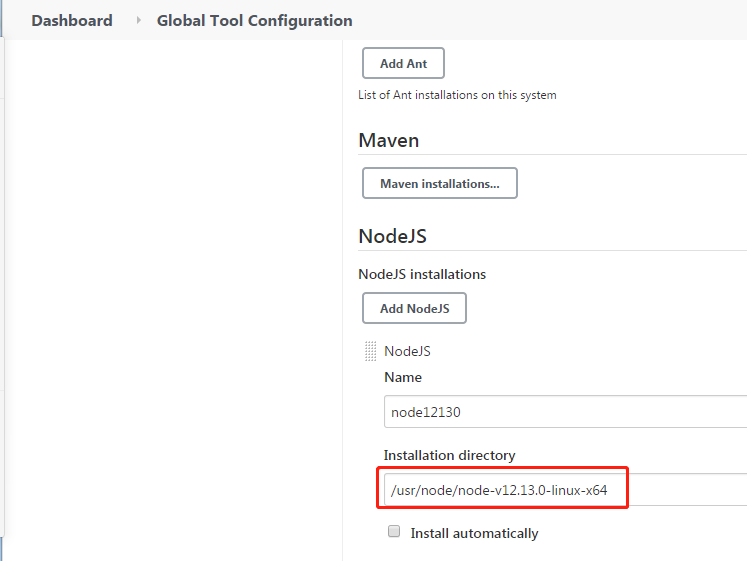 Dashboard
Global Tool Configuration
Add Ant
List of Ant installations on this system
Maven
Maven installations...
NodeJS
NodeJS installations
Add NodeJS
NodeJS
Name
node12130
Installation directory
/usr/node/node-v12.13.0-linux-x64
Install automatically